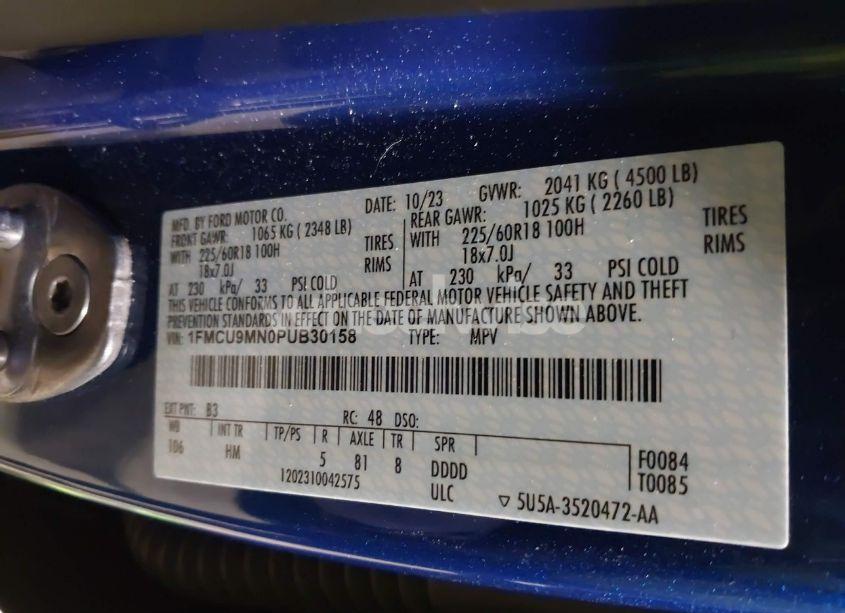 MFD. BY FORD MOTOR CO.
DATE: 10/23 GVWR: 2041 KG ( 4500 LB)
FRONT GAWR: 1065 KG ( 2348 LB)
REAR GAWR: 1025 KG ( 2260 LB)
WITH 225/60R18 100H TIRES
WITH 225/60R18 100H TIRES
18x7.0J RIMS
18x7.0J RIMS
AT 230 kPa/ 33 PSI COLD
AT 230 kPa/ 33 PSI COLD
THIS VEHICLE CONFORMS TO ALL APPLICABLE FEDERAL MOTOR VEHICLE SAFETY AND THEFT
PREVENTION STANDARDS IN EFFECT ON THE DATE OF MANUFACTURE SHOWN ABOVE.
VIN: 1FMCU9MN0PUB30158 TYPE: MPV
EXT PNT: B3 RC: 48 DSO:
WB INT TR TP/PS R AXLE TR SPR
106 HM 5 81 8 DDDD
F0084
T0085
1202310042575 ULC
▽ 5U5A-3520472-AA